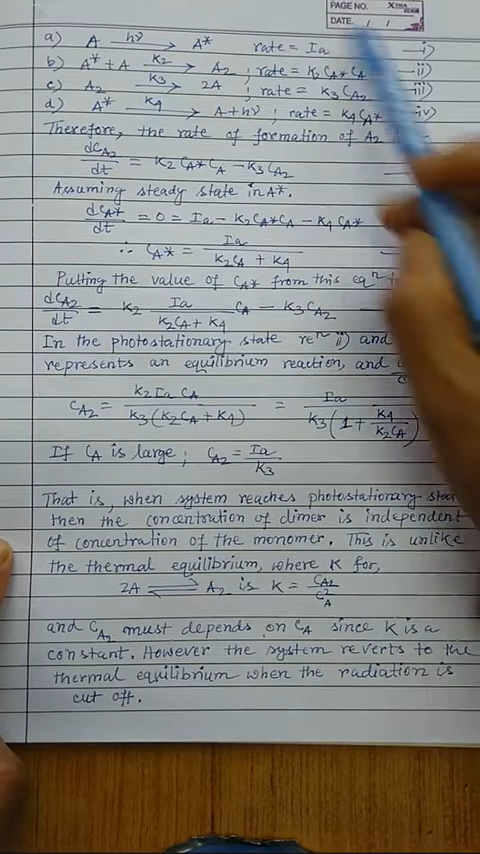 PAGE NO.
DATE. / /
a) A —hν→ A* rate = Ia —i)
b) A* + A —K2→ A2 ; rate = K2 CA* CA —ii)
c) A2 —K3→ 2A ; rate = K3 CA2 iii)
d) A* —K4→ A + hν ; rate = K4 CA* iv)
Therefore, the rate of formation of A2
dCA2/dt = K2 CA* CA - K3 CA2
Assuming steady state in A*.
dCA*/dt = 0 = Ia - K2 CA* CA - K4 CA*
∴ CA* = Ia / K2CA + K4
Putting the value of CA* from this eqn
dCA2/dt = K2 Ia / K2CA + K4 CA - K3 CA2
In the photostationary state ren ii) and
represents an equilibrium reaction, and
CA2 = K2 Ia CA / K3 (K2CA + K4) = Ia / K3 (1 + K4 / K2CA)
If CA is large ; CA2 = Ia / K3
That is, when system reaches photostationary
then the concentration of dimer is independent
of concentration of the monomer. This is unlike
the thermal equilibrium, where K for,
2A ⇌ A2 is K = CA2 / C²A
and CA2 must depends on CA since K is a
constant. However the system reverts to the
thermal equilibrium when the radiation is
cut off.